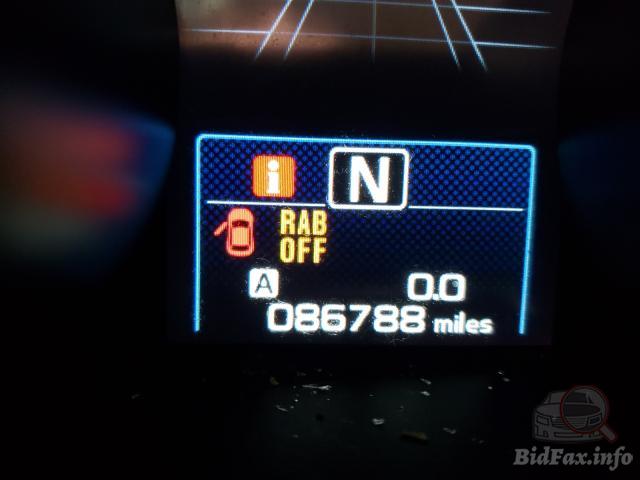 i N
RAB
OFF
A 0.0
086788 miles
BidFax.info